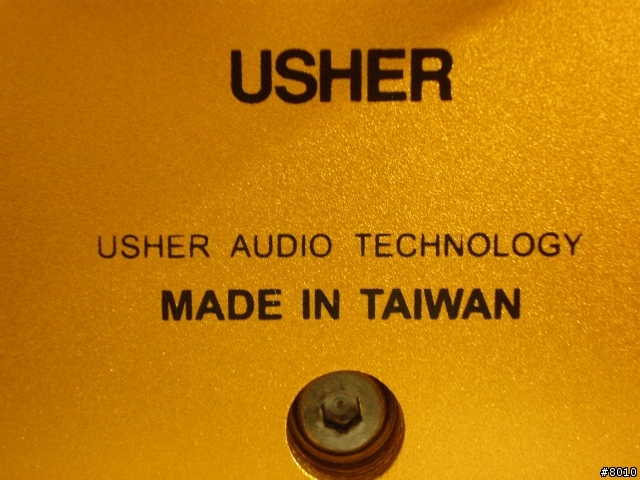 USHER
USHER AUDIO TECHNOLOGY
MADE IN TAIWAN
#8010